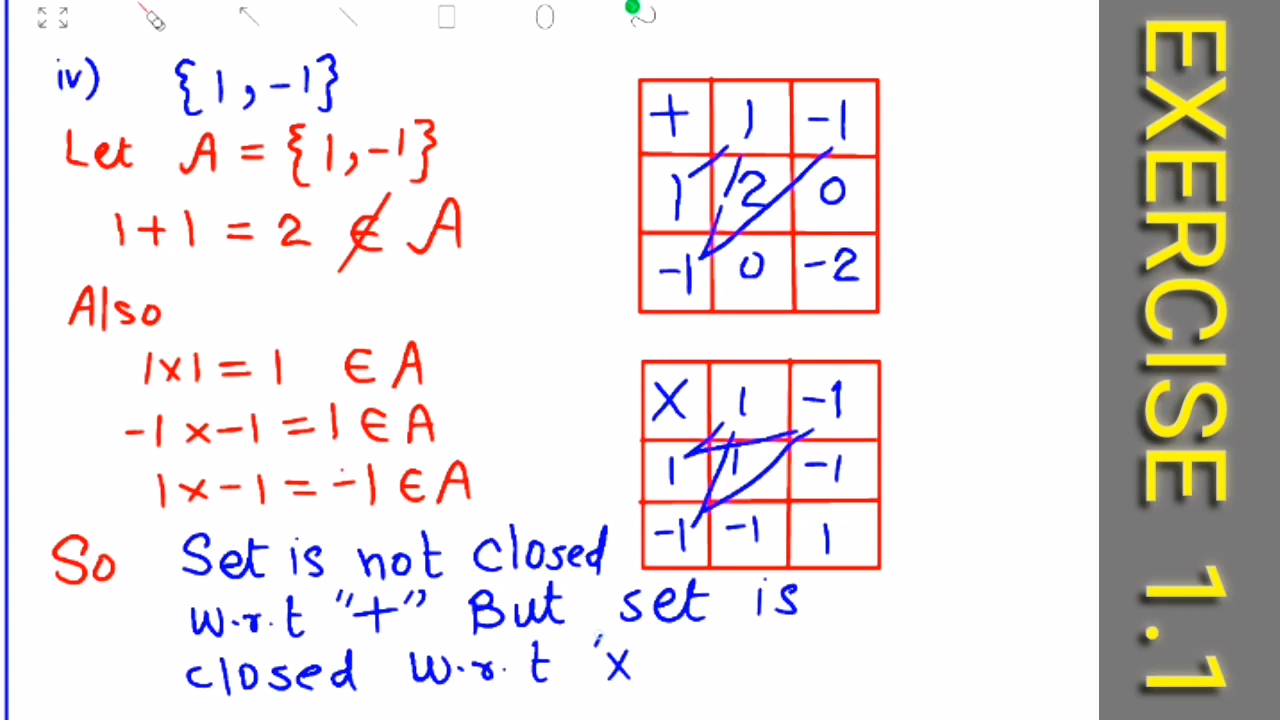 iv) {1, -1}
Let A = {1, -1}
1 + 1 = 2 ∉ A
Also
1x1 = 1 ∈ A
-1 x -1 = 1 ∈ A
1 x -1 = -1 ∈ A
So Set is not closed
w.r.t "+" But set is
closed w.r.t 'x
+ 1 -1
1 2 0
-1 0 -2
X 1 -1
1 1 -1
-1 -1 1
EXERCISE 1.1